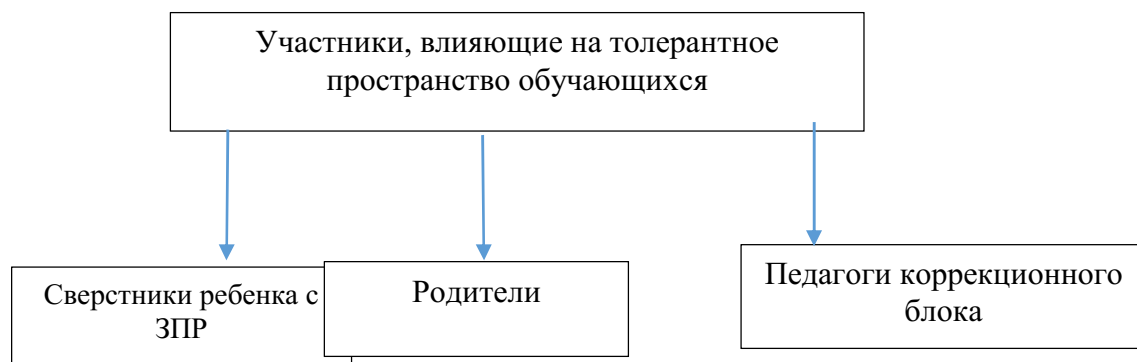 Участники, влияющие на толерантное
пространство обучающихся
Сверстники ребенка с
ЗПР
Родители
Педагоги коррекционного
блока